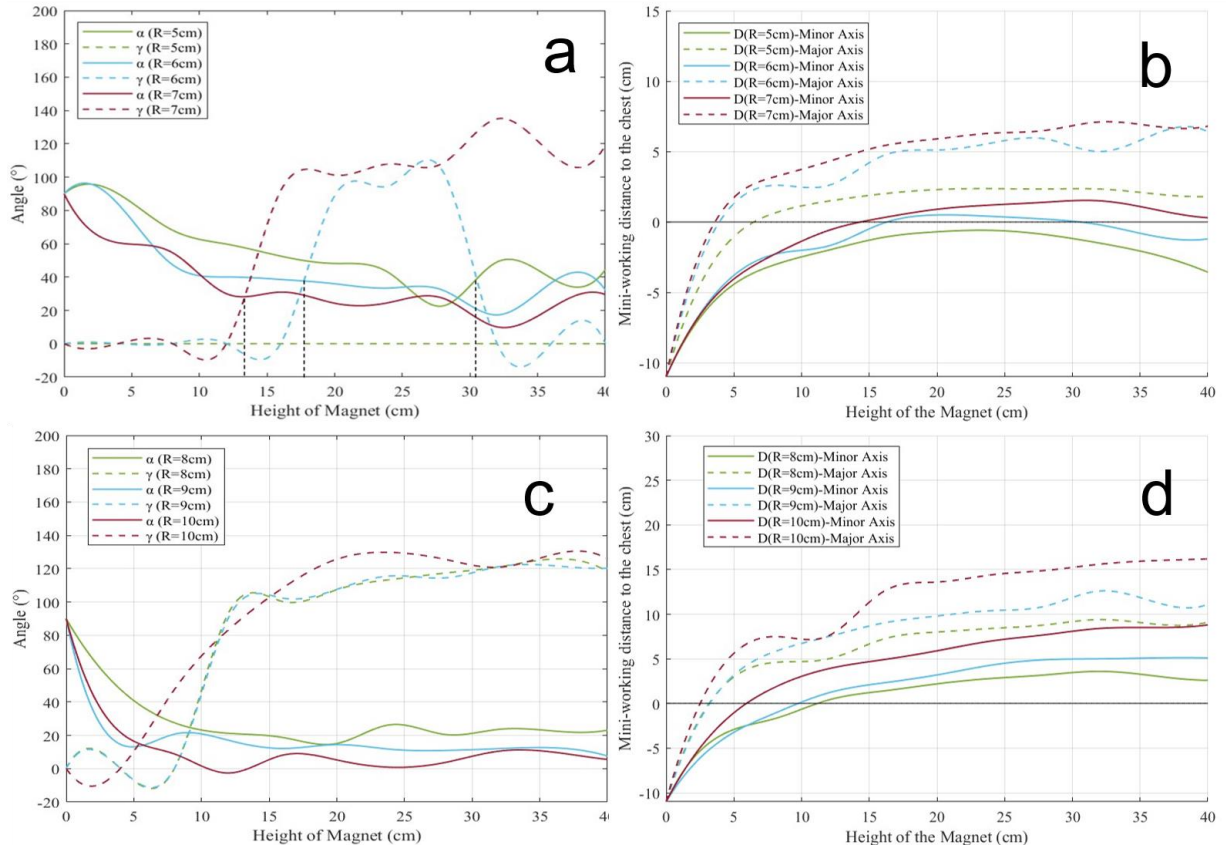 a
200
180
160
140
120
100
80
60
40
20
0
-20
Angle (°)
α (R=5cm)
γ (R=5cm)
α (R=6cm)
γ (R=6cm)
α (R=7cm)
γ (R=7cm)
0 5 10 15 20 25 30 35 40
Height of Magnet (cm)
b
15
10
5
0
-5
-10
Mini-working distance to the chest (cm)
D(R=5cm)-Minor Axis
D(R=5cm)-Major Axis
D(R=6cm)-Minor Axis
D(R=6cm)-Major Axis
D(R=7cm)-Minor Axis
D(R=7cm)-Major Axis
0 5 10 15 20 25 30 35 40
Height of the Magnet (cm)
c
200
180
160
140
120
100
80
60
40
20
0
-20
Angle (°)
α (R=8cm)
γ (R=8cm)
α (R=9cm)
γ (R=9cm)
α (R=10cm)
γ (R=10cm)
0 5 10 15 20 25 30 35 40
Height of Magnet (cm)
d
30
25
20
15
10
5
0
-5
-10
Mini-working distance to the chest (cm)
D(R=8cm)-Minor Axis
D(R=8cm)-Major Axis
D(R=9cm)-Minor Axis
D(R=9cm)-Major Axis
D(R=10cm)-Minor Axis
D(R=10cm)-Major Axis
0 5 10 15 20 25 30 35 40
Height of the Magnet (cm)